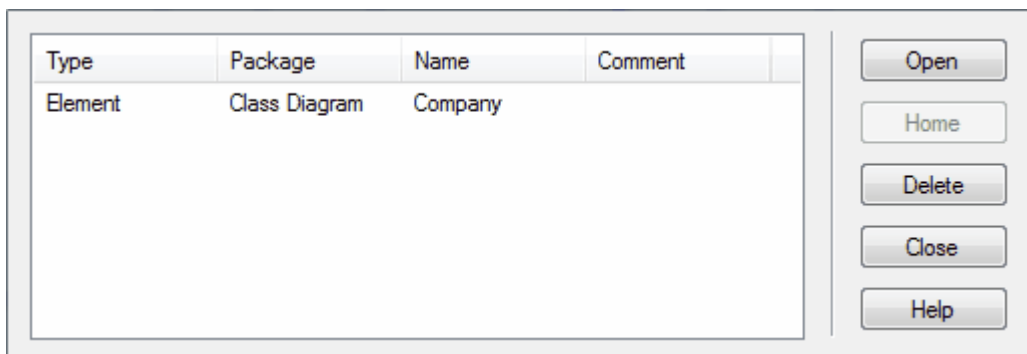 Type Package Name Comment
Element Class Diagram Company
Open
Home
Delete
Close
Help